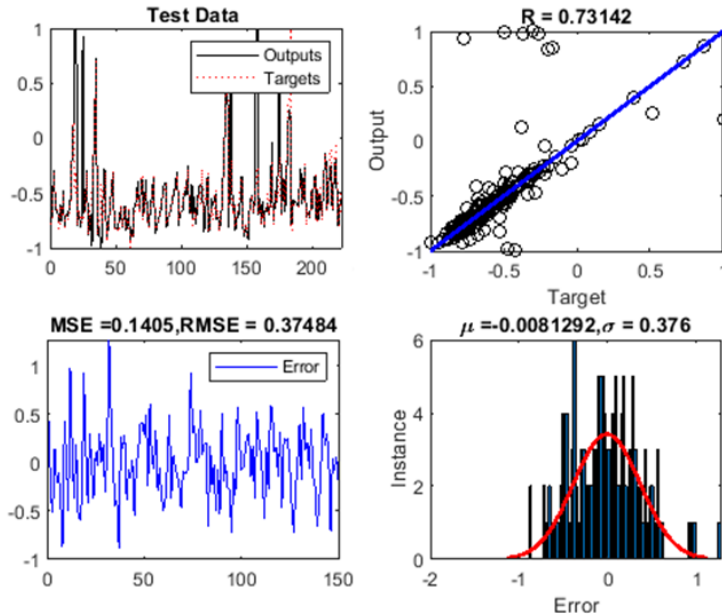 Test Data
Outputs
Targets
1
0.5
0
-0.5
-1
0 50 100 150 200
R = 0.73142
Output
1
0.5
0
-0.5
-1
-1 -0.5 0 0.5 1
Target
MSE =0.1405,RMSE = 0.37484
Error
1
0.5
0
-0.5
-1
0 50 100 150
μ =-0.0081292,σ = 0.376
Instance
6
4
2
0
-2 -1 0 1
Error